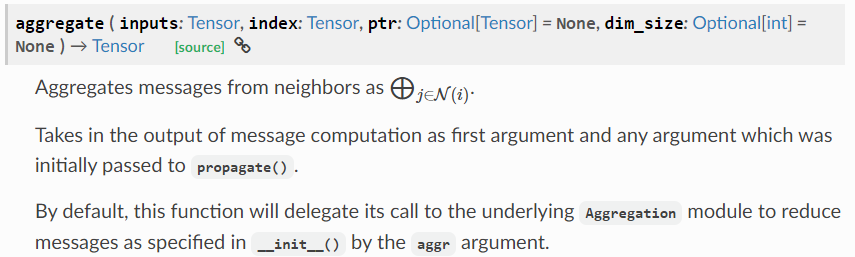 aggregate ( inputs: Tensor, index: Tensor, ptr: Optional[Tensor] = None, dim_size: Optional[int] =
None ) → Tensor [source]
Aggregates messages from neighbors as ⨁j∈𝒩(i).
Takes in the output of message computation as first argument and any argument which was
initially passed to propagate() .
By default, this function will delegate its call to the underlying Aggregation module to reduce
messages as specified in __init__() by the aggr argument.